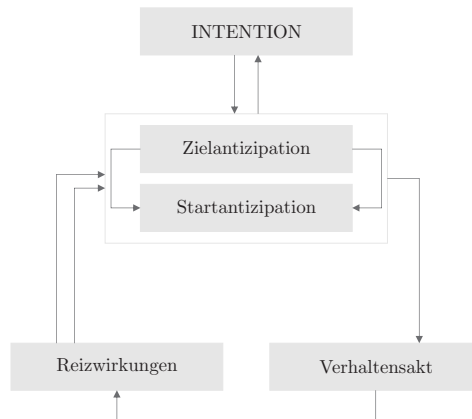 INTENTION
Zielantizipation
Startantizipation
Reizwirkungen
Verhaltensakt